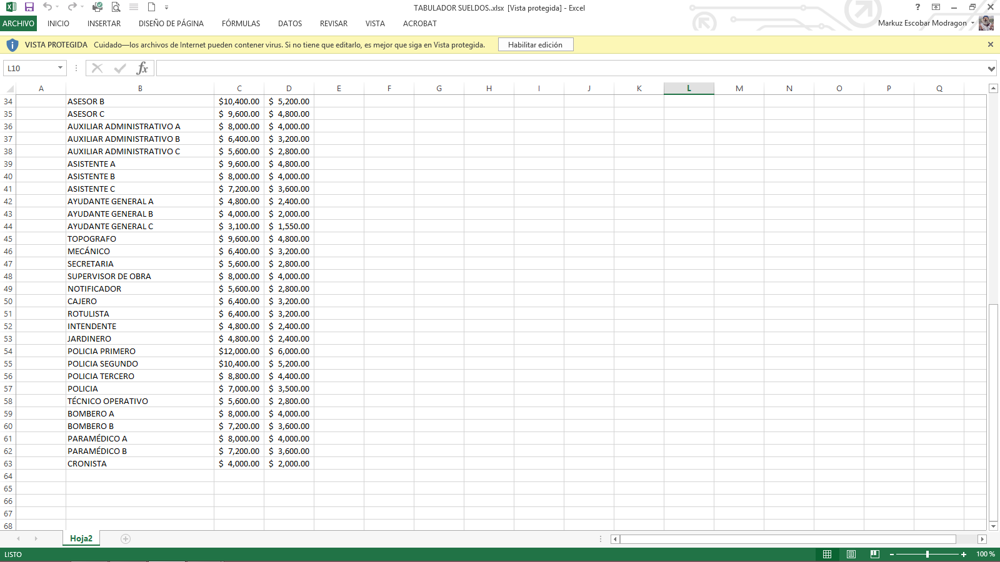 TABULADOR SUELDOS..xlsx [Vista protegida] - Excel
ARCHIVO INICIO INSERTAR DISEÑO DE PÁGINA FÓRMULAS DATOS REVISAR VISTA ACROBAT Markuz Escobar Modragon
VISTA PROTEGIDA Cuidado—los archivos de Internet pueden contener virus. Si no tiene que editarlo, es mejor que siga en Vista protegida. Habilitar edición
L10 fx
A B C D E F G H I J K L M N O P Q
34 ASESOR B $10,400.00 $ 5,200.00
35 ASESOR C $ 9,600.00 $ 4,800.00
36 AUXILIAR ADMINISTRATIVO A $ 8,000.00 $ 4,000.00
37 AUXILIAR ADMINISTRATIVO B $ 6,400.00 $ 3,200.00
38 AUXILIAR ADMINISTRATIVO C $ 5,600.00 $ 2,800.00
39 ASISTENTE A $ 9,600.00 $ 4,800.00
40 ASISTENTE B $ 8,000.00 $ 4,000.00
41 ASISTENTE C $ 7,200.00 $ 3,600.00
42 AYUDANTE GENERAL A $ 4,800.00 $ 2,400.00
43 AYUDANTE GENERAL B $ 4,000.00 $ 2,000.00
44 AYUDANTE GENERAL C $ 3,100.00 $ 1,550.00
45 TOPOGRAFO $ 9,600.00 $ 4,800.00
46 MECÁNICO $ 6,400.00 $ 3,200.00
47 SECRETARIA $ 5,600.00 $ 2,800.00
48 SUPERVISOR DE OBRA $ 8,000.00 $ 4,000.00
49 NOTIFICADOR $ 5,600.00 $ 2,800.00
50 CAJERO $ 6,400.00 $ 3,200.00
51 ROTULISTA $ 6,400.00 $ 3,200.00
52 INTENDENTE $ 4,800.00 $ 2,400.00
53 JARDINERO $ 4,800.00 $ 2,400.00
54 POLICIA PRIMERO $12,000.00 $ 6,000.00
55 POLICIA SEGUNDO $10,400.00 $ 5,200.00
56 POLICIA TERCERO $ 8,800.00 $ 4,400.00
57 POLICIA $ 7,000.00 $ 3,500.00
58 TÉCNICO OPERATIVO $ 5,600.00 $ 2,800.00
59 BOMBERO A $ 8,000.00 $ 4,000.00
60 BOMBERO B $ 7,200.00 $ 3,600.00
61 PARAMÉDICO A $ 8,000.00 $ 4,000.00
62 PARAMÉDICO B $ 7,200.00 $ 3,600.00
63 CRONISTA $ 4,000.00 $ 2,000.00
64
65
66
67
68
Hoja2
LISTO 100 %